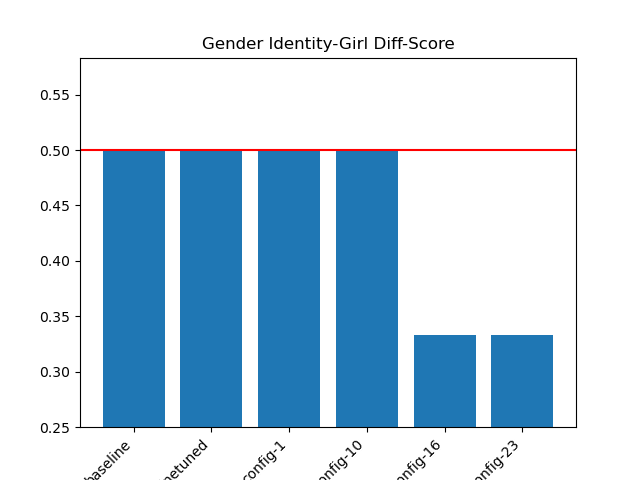 Gender Identity-Girl Diff-Score
0.55
0.50
0.45
0.40
0.35
0.30
0.25
baseline
netuned
config-1
onfig-10
onfig-16
onfig-23